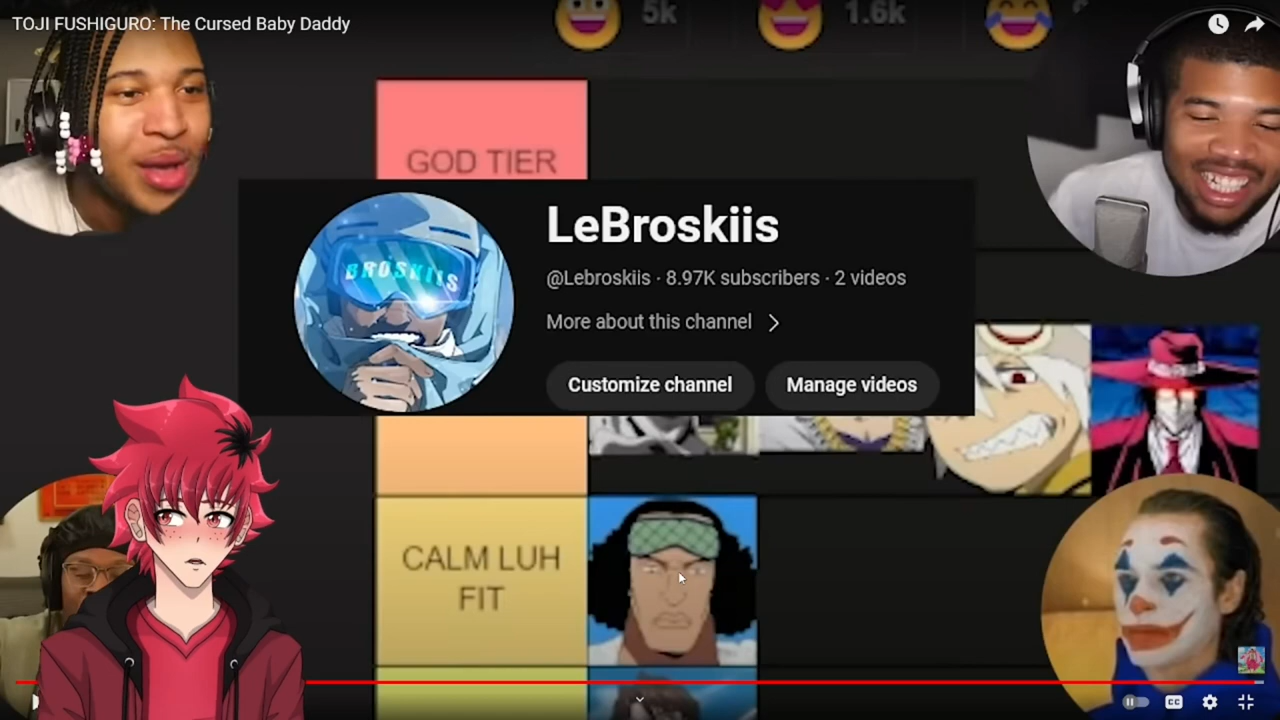 TOJI FUSHIGURO: The Cursed Baby Daddy
5k
1.6k
GOD TIER
LeBroskiis
BROSKIIS
@Lebroskiis · 8.97K subscribers · 2 videos
More about this channel
Customize channel
Manage videos
CALM LUH
FIT
CC